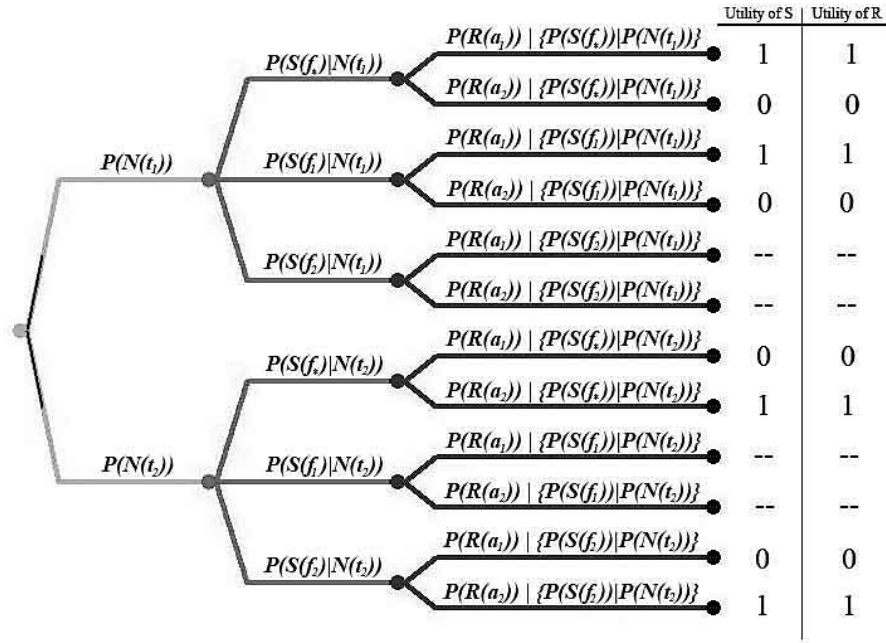 Utility of S Utility of R
P(R(a₁)) | {P(S(f*))|P(N(t₁))} 1 1
P(S(f*)|N(t₁))
P(R(a₂)) | {P(S(f*))|P(N(t₁))} 0 0
P(R(a₁)) | {P(S(f₁))|P(N(t₁))} 1 1
P(N(t₁)) P(S(f₁)|N(t₁))
P(R(a₂)) | {P(S(f₁))|P(N(t₁))} 0 0
P(R(a₁)) | {P(S(f₂))|P(N(t₁))} -- --
P(S(f₂)|N(t₁))
P(R(a₂)) | {P(S(f₂))|P(N(t₁))} -- --
P(R(a₁)) | {P(S(f*))|P(N(t₂))} 0 0
P(S(f*)|N(t₂))
P(R(a₂)) | {P(S(f*))|P(N(t₂))} 1 1
P(R(a₁)) | {P(S(f₁))|P(N(t₂))} -- --
P(N(t₂)) P(S(f₁)|N(t₂))
P(R(a₂)) | {P(S(f₁))|P(N(t₂))} -- --
P(R(a₁)) | {P(S(f₂))|P(N(t₂))} 0 0
P(S(f₂)|N(t₂))
P(R(a₂)) | {P(S(f₂))|P(N(t₂))} 1 1